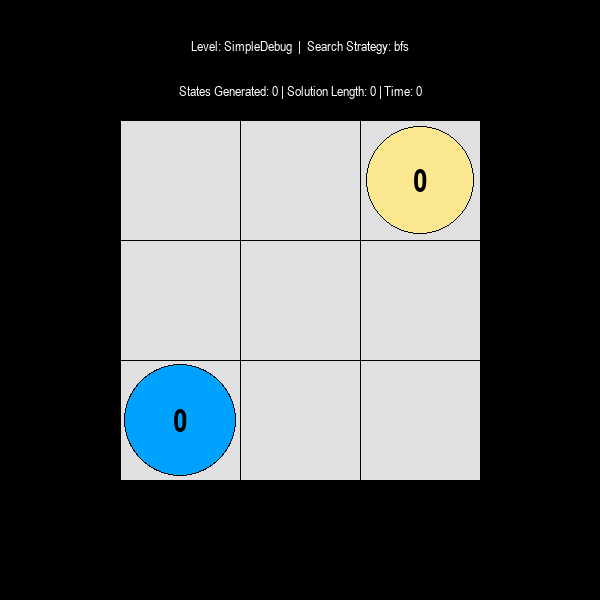 Level: SimpleDebug | Search Strategy: bfs
States Generated: 0 | Solution Length: 0 | Time: 0
0
0